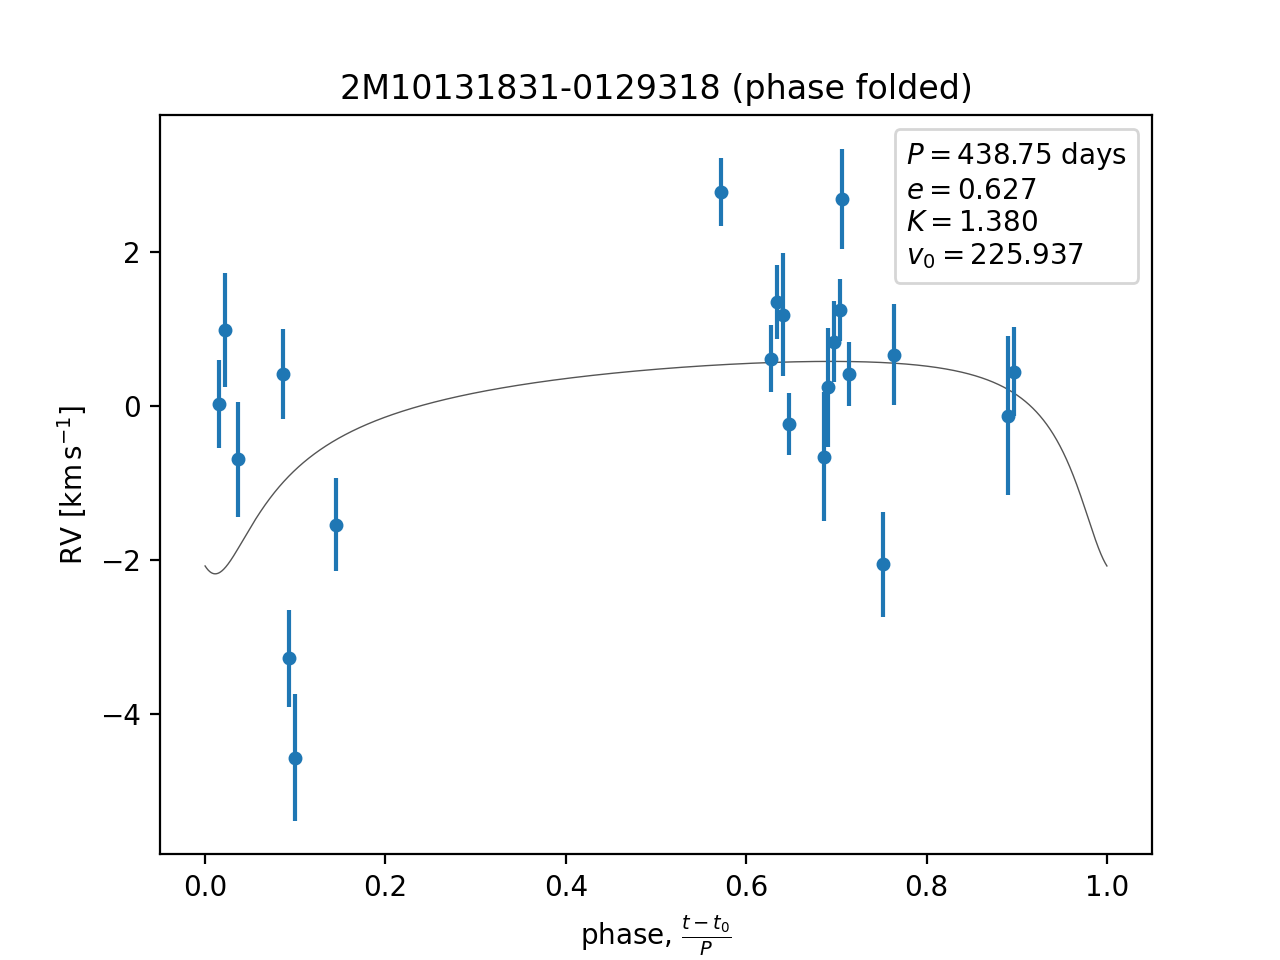 2M10131831-0129318 (phase folded)
P = 438.75 days
e = 0.627
K = 1.380
v₀ = 225.937
RV [km s⁻¹]
2
0
−2
−4
0.0 0.2 0.4 0.6 0.8 1.0
phase, (t − t₀)/P